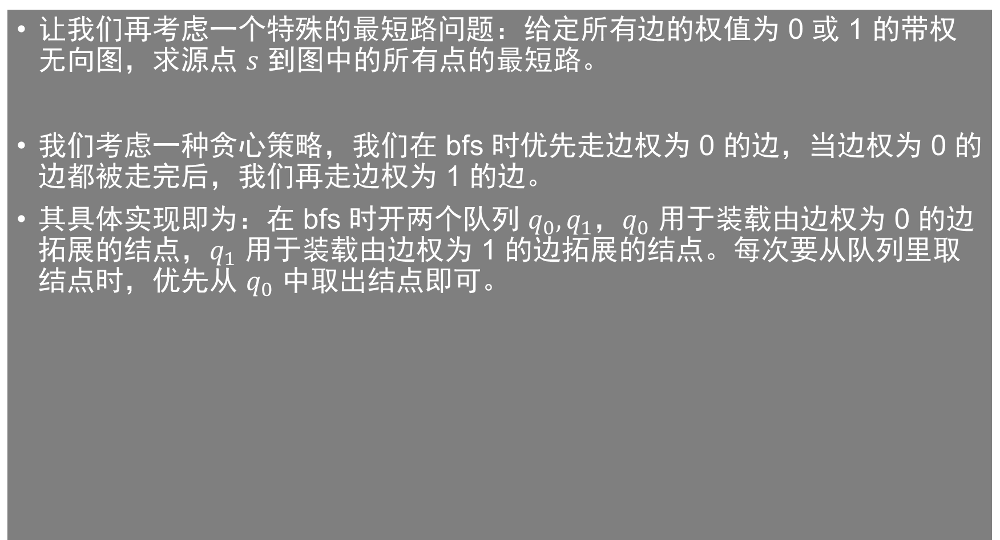 • 让我们再考虑一个特殊的最短路问题：给定所有边的权值为 0 或 1 的带权
无向图，求源点 s 到图中的所有点的最短路。
• 我们考虑一种贪心策略，我们在 bfs 时优先走边权为 0 的边，当边权为 0 的
边都被走完后，我们再走边权为 1 的边。
• 其具体实现即为：在 bfs 时开两个队列 q₀, q₁，q₀ 用于装载由边权为 0 的边
拓展的结点，q₁ 用于装载由边权为 1 的边拓展的结点。每次要从队列里取
结点时，优先从 q₀ 中取出结点即可。